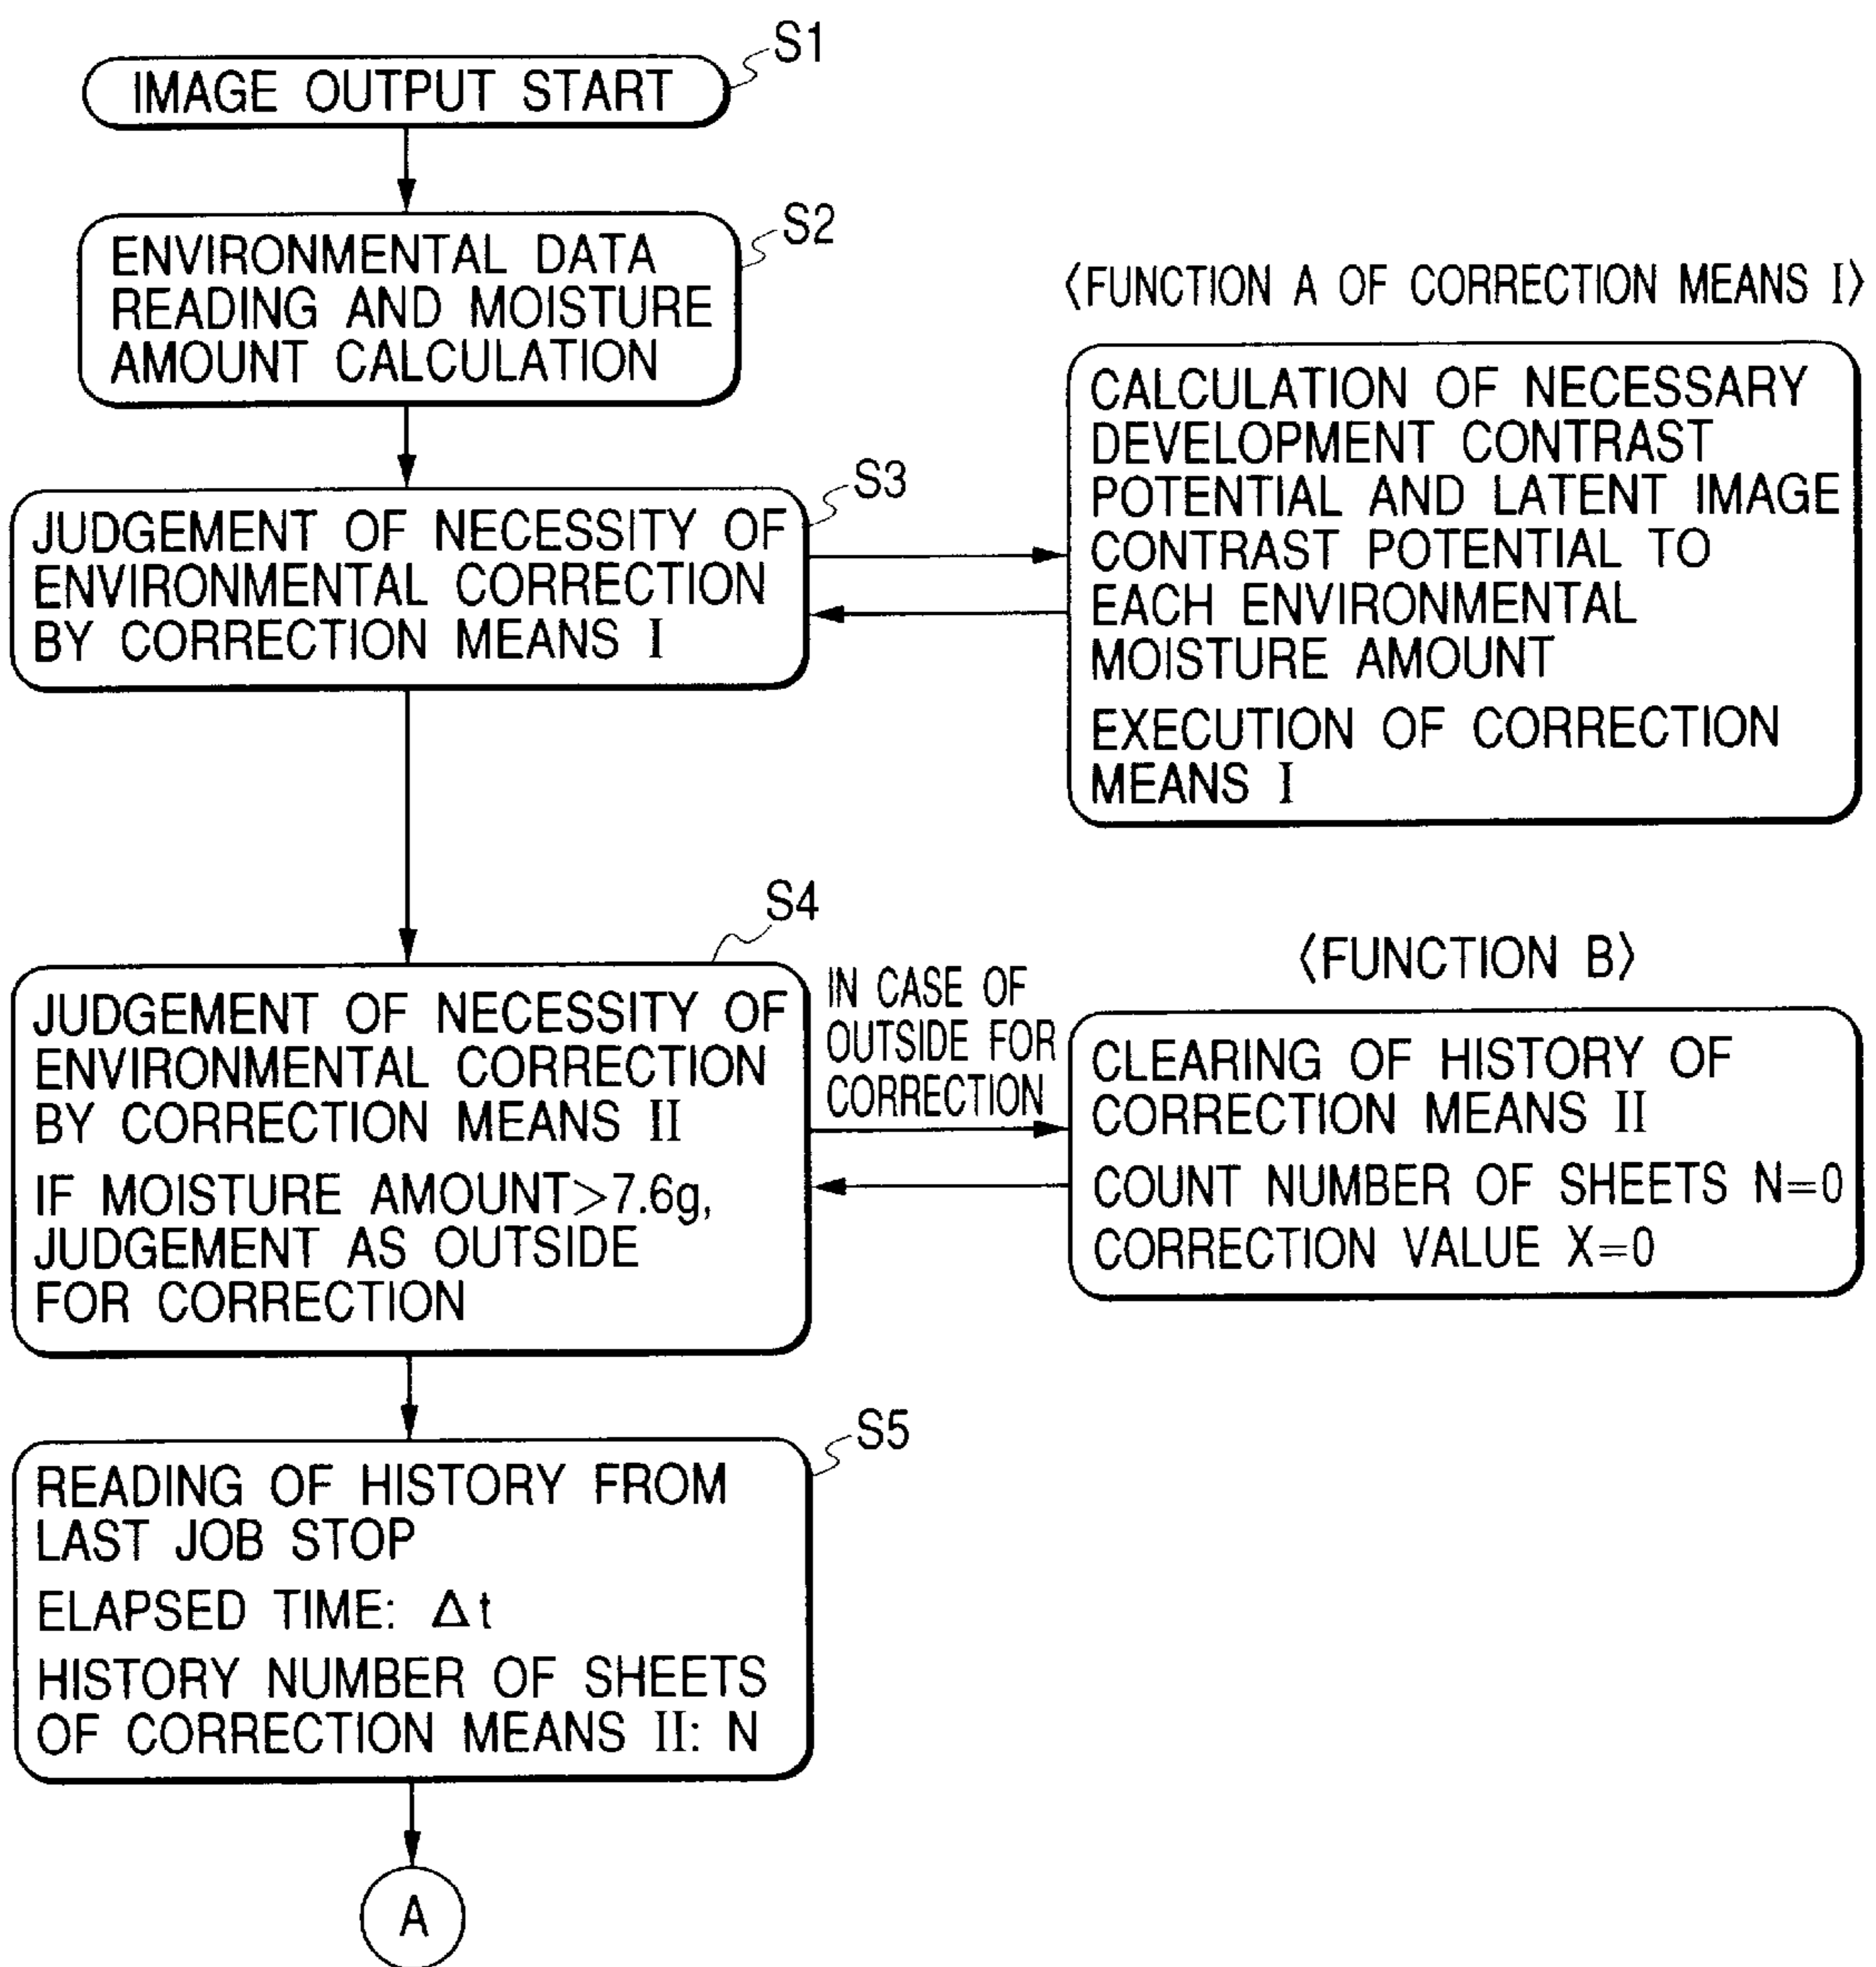 S1
IMAGE OUTPUT START
S2
ENVIRONMENTAL DATA
READING AND MOISTURE
AMOUNT CALCULATION
S3
JUDGEMENT OF NECESSITY OF
ENVIRONMENTAL CORRECTION
BY CORRECTION MEANS I
〈FUNCTION A OF CORRECTION MEANS I〉
CALCULATION OF NECESSARY
DEVELOPMENT CONTRAST
POTENTIAL AND LATENT IMAGE
CONTRAST POTENTIAL TO
EACH ENVIRONMENTAL
MOISTURE AMOUNT
EXECUTION OF CORRECTION
MEANS I
S4
JUDGEMENT OF NECESSITY OF
ENVIRONMENTAL CORRECTION
BY CORRECTION MEANS II
IF MOISTURE AMOUNT>7.6g,
JUDGEMENT AS OUTSIDE
FOR CORRECTION
IN CASE OF
OUTSIDE FOR
CORRECTION
〈FUNCTION B〉
CLEARING OF HISTORY OF
CORRECTION MEANS II
COUNT NUMBER OF SHEETS N=0
CORRECTION VALUE X=0
S5
READING OF HISTORY FROM
LAST JOB STOP
ELAPSED TIME: Δt
HISTORY NUMBER OF SHEETS
OF CORRECTION MEANS II: N
A